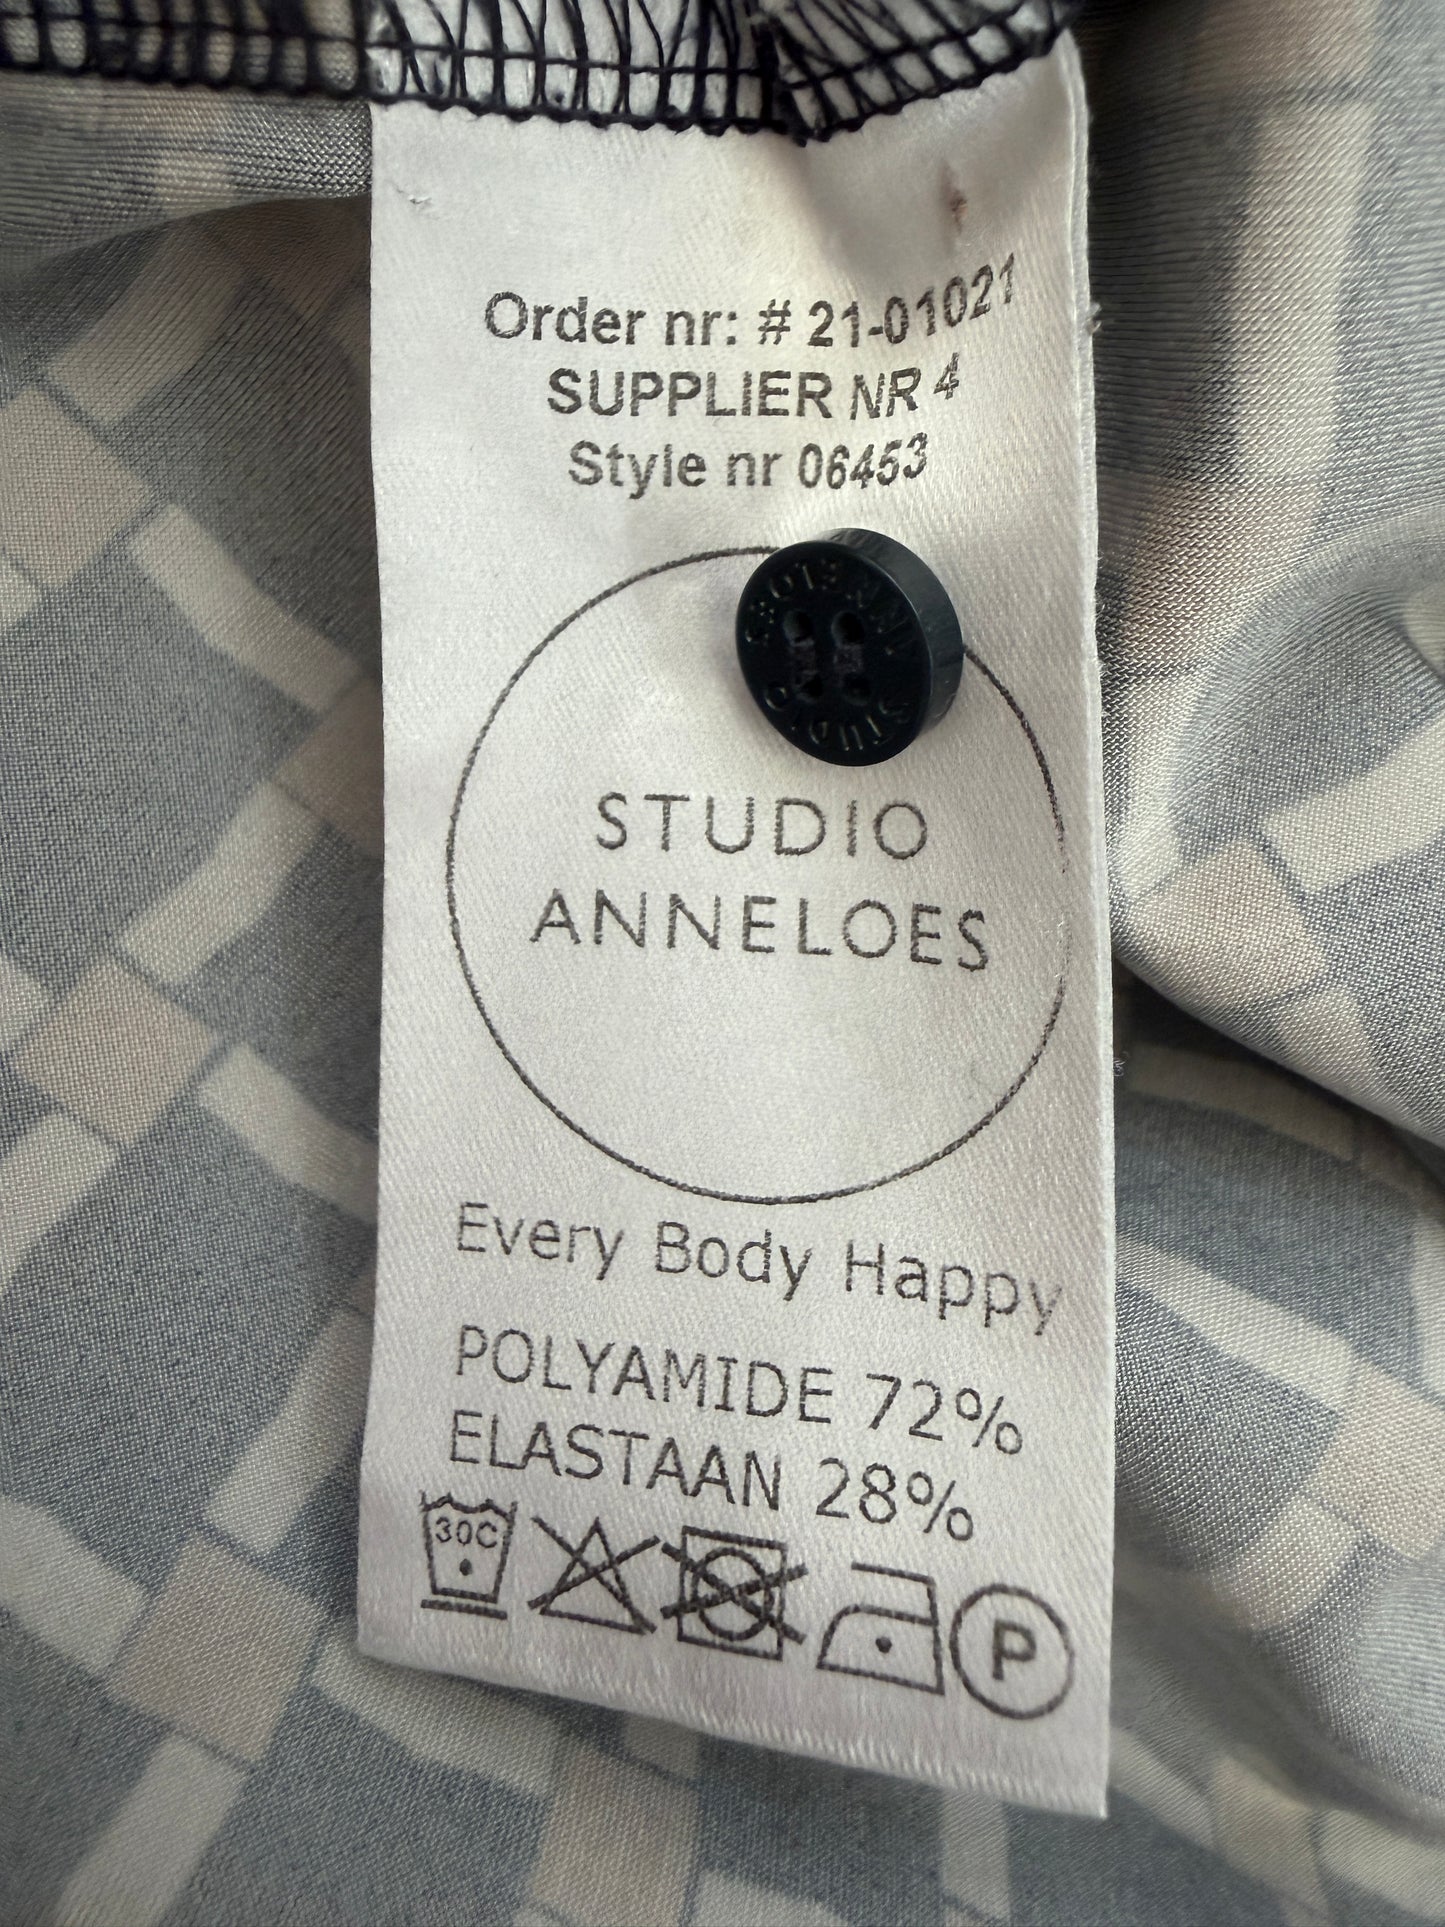 Order nr: # 21-01021
SUPPLIER NR 4
Style nr 06453
STUDIO
STUDIO
ANNELOES
Every Body Happy
POLYAMIDE 72%
ELASTAAN 28%
30C
P